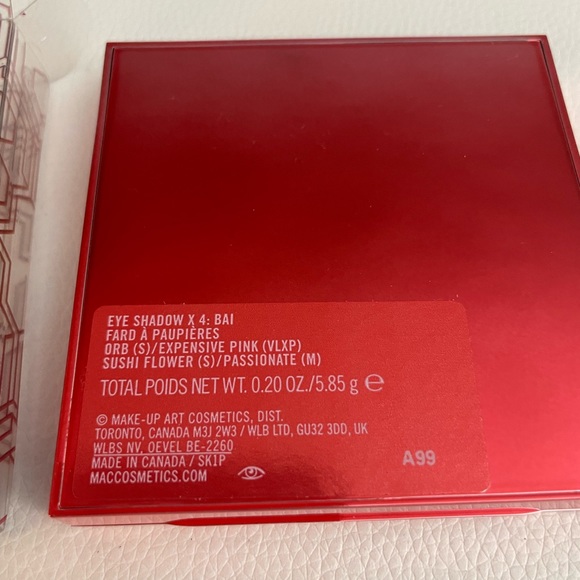 EYE SHADOW X 4: BAI
FARD À PAUPIÈRES
ORB (S)/EXPENSIVE PINK (VLXP)
SUSHI FLOWER (S)/PASSIONATE (M)
TOTAL POIDS NET WT. 0.20 OZ./5.85 g ℮
© MAKE-UP ART COSMETICS, DIST.
TORONTO, CANADA M3J 2W3 / WLB LTD, GU32 3DD, UK
WLBS NV, OEVEL BE-2260
MADE IN CANADA / SK1P
MACCOSMETICS.COM
A99